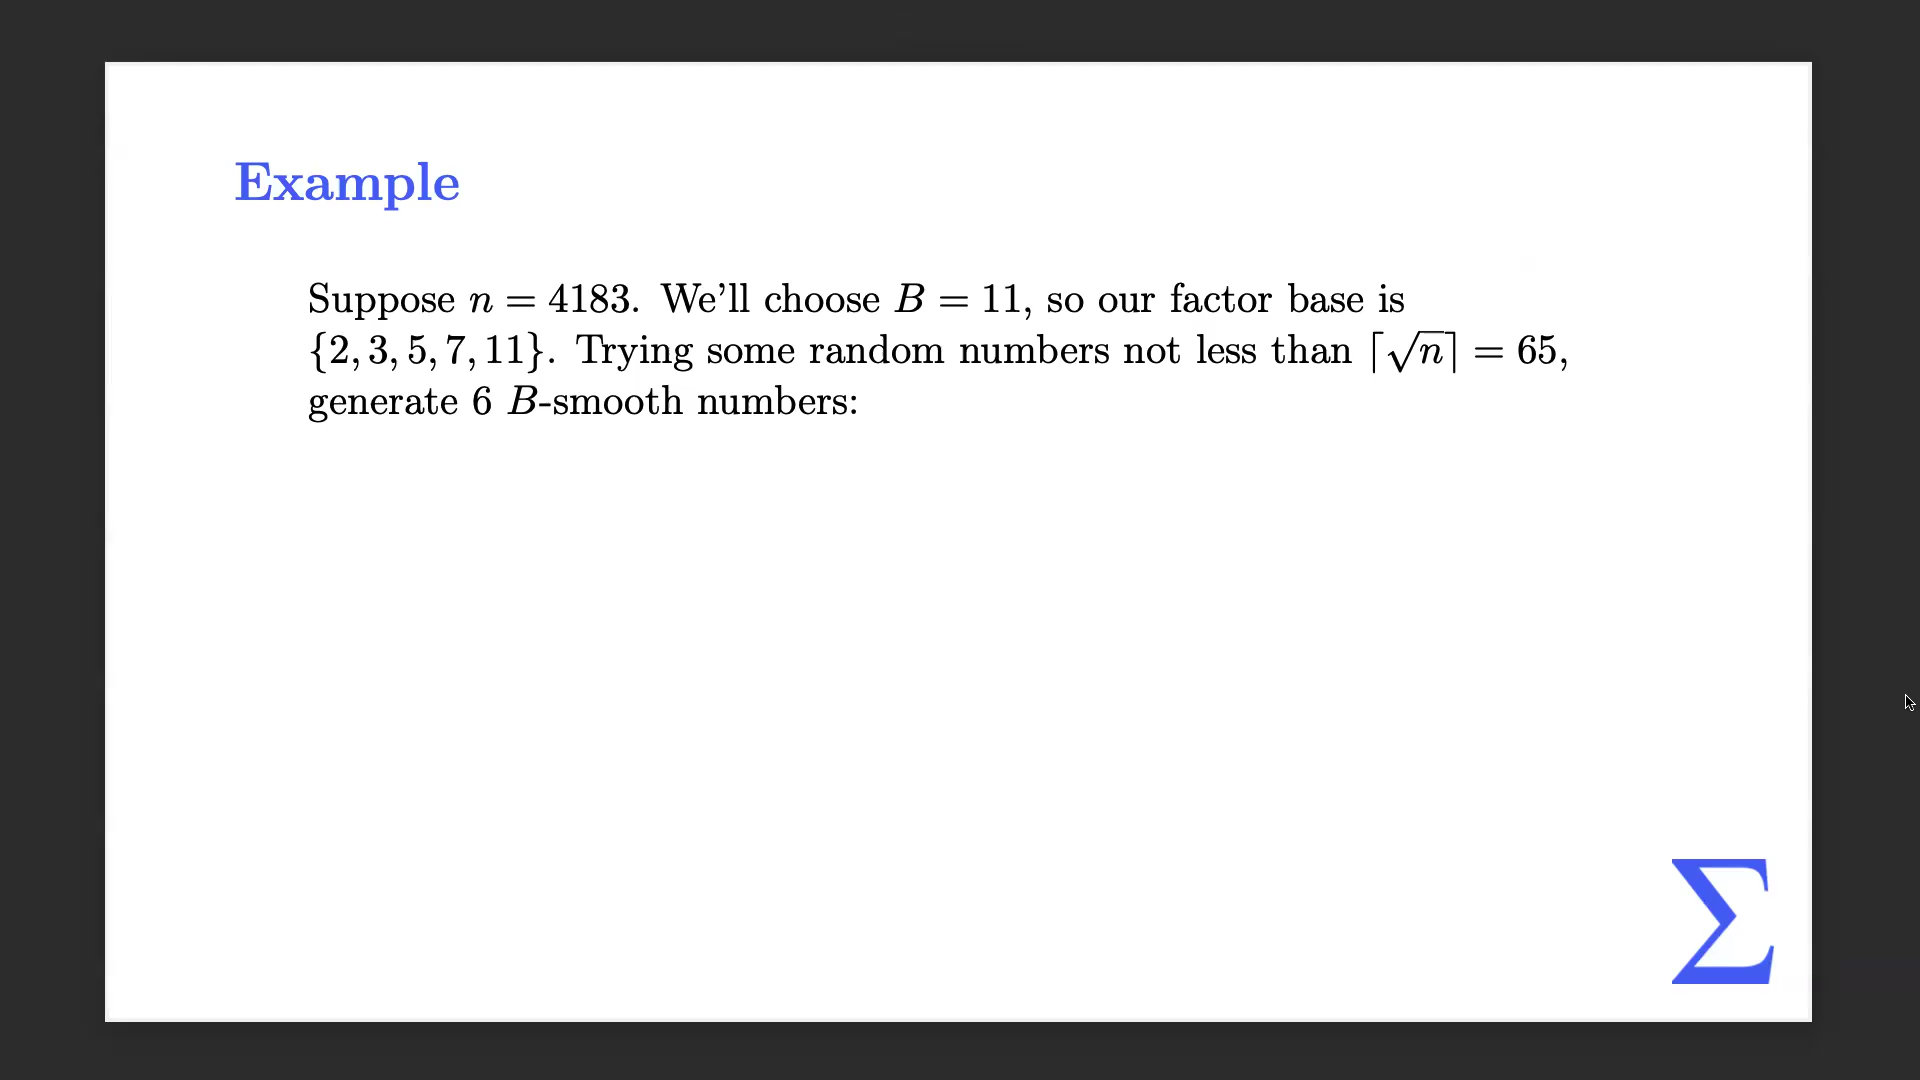 Example
Suppose n = 4183. We'll choose B = 11, so our factor base is
{2, 3, 5, 7, 11}. Trying some random numbers not less than ⌈√n⌉ = 65,
generate 6 B-smooth numbers:
Σ